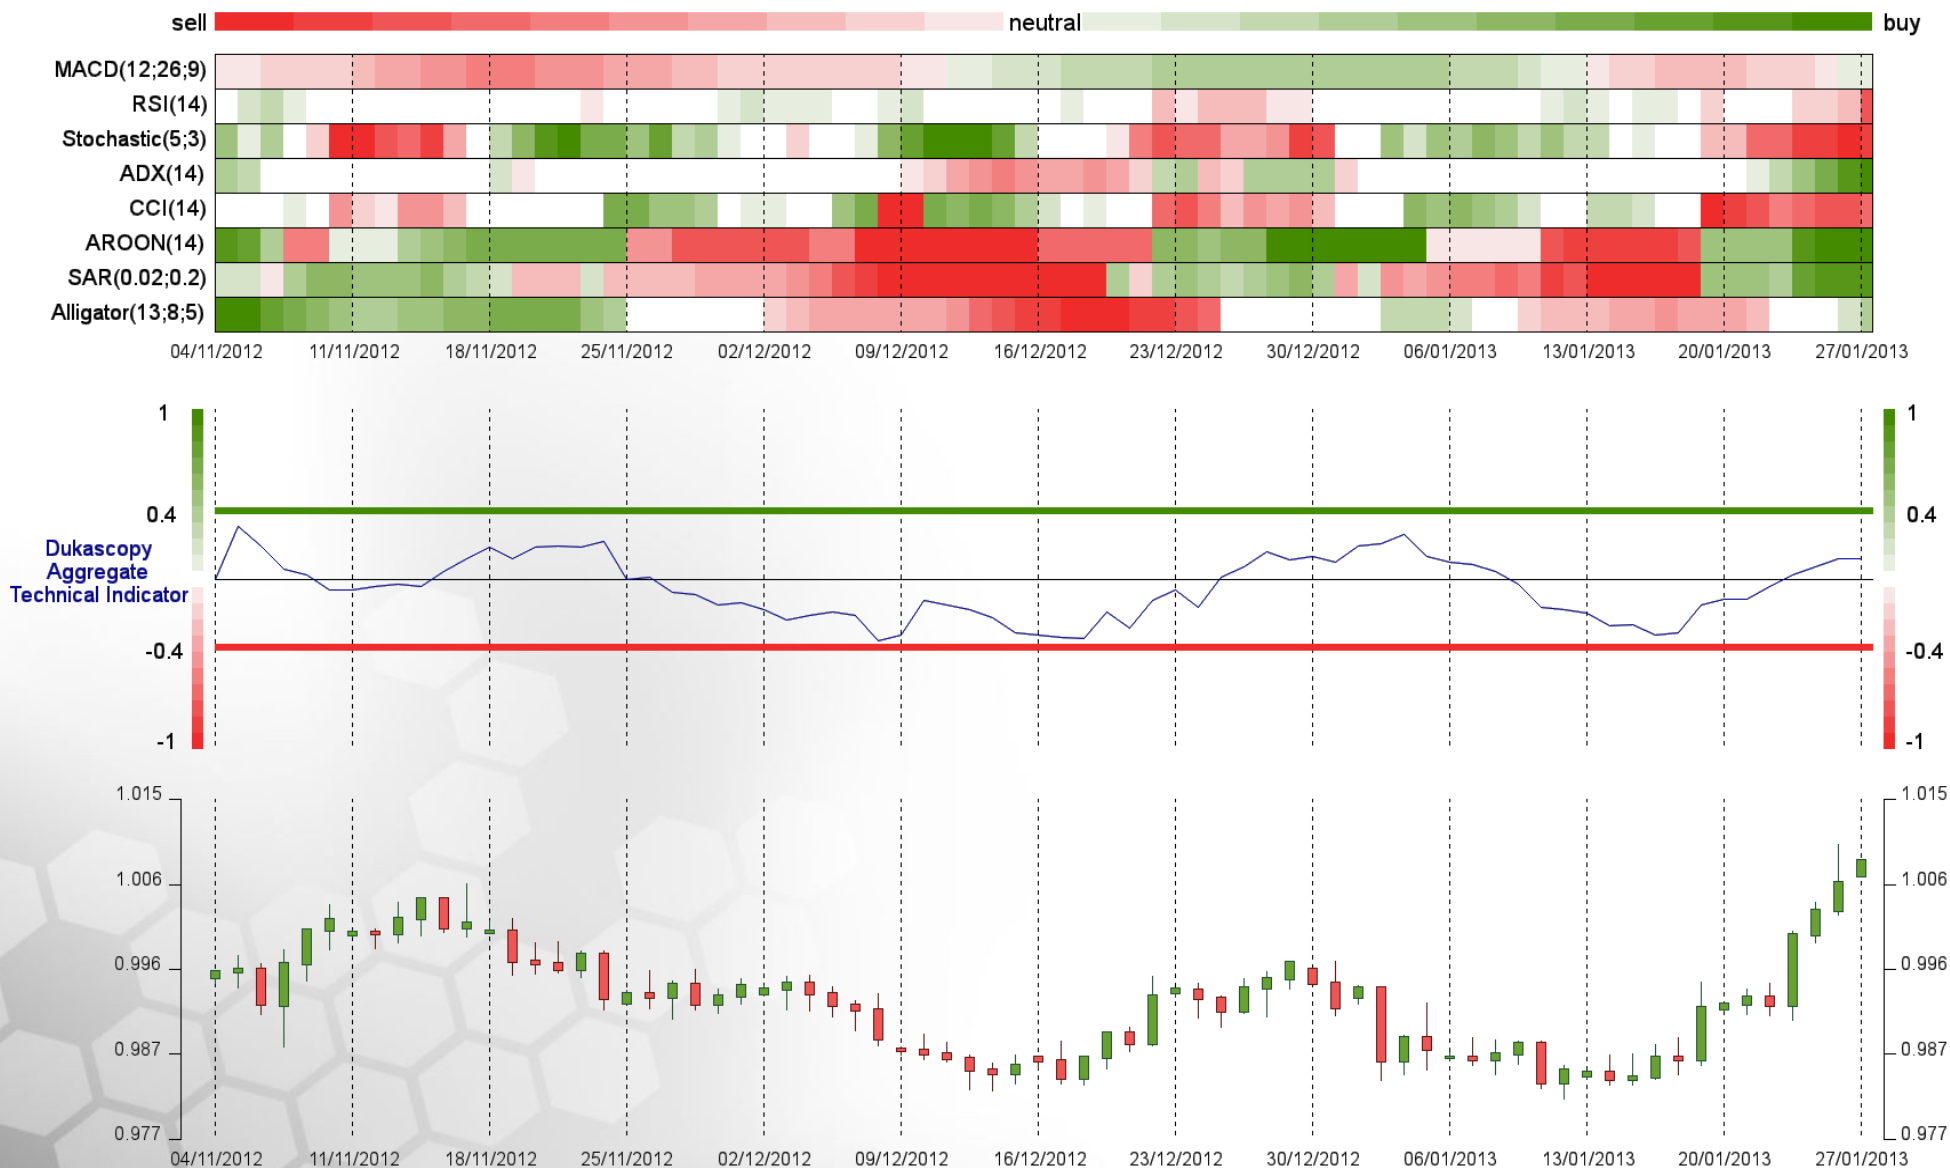 sell neutral buy
MACD(12;26;9)
RSI(14)
Stochastic(5;3)
ADX(14)
CCI(14)
AROON(14)
SAR(0.02;0.2)
Alligator(13;8;5)
04/11/2012 11/11/2012 18/11/2012 25/11/2012 02/12/2012 09/12/2012 16/12/2012 23/12/2012 30/12/2012 06/01/2013 13/01/2013 20/01/2013 27/01/2013
1 1
0.4 0.4
Dukascopy
Aggregate
Technical Indicator
-0.4 -0.4
-1 -1
1.015 1.015
1.006 1.006
0.996 0.996
0.987 0.987
0.977 0.977
04/11/2012 11/11/2012 18/11/2012 25/11/2012 02/12/2012 09/12/2012 16/12/2012 23/12/2012 30/12/2012 06/01/2013 13/01/2013 20/01/2013 27/01/2013